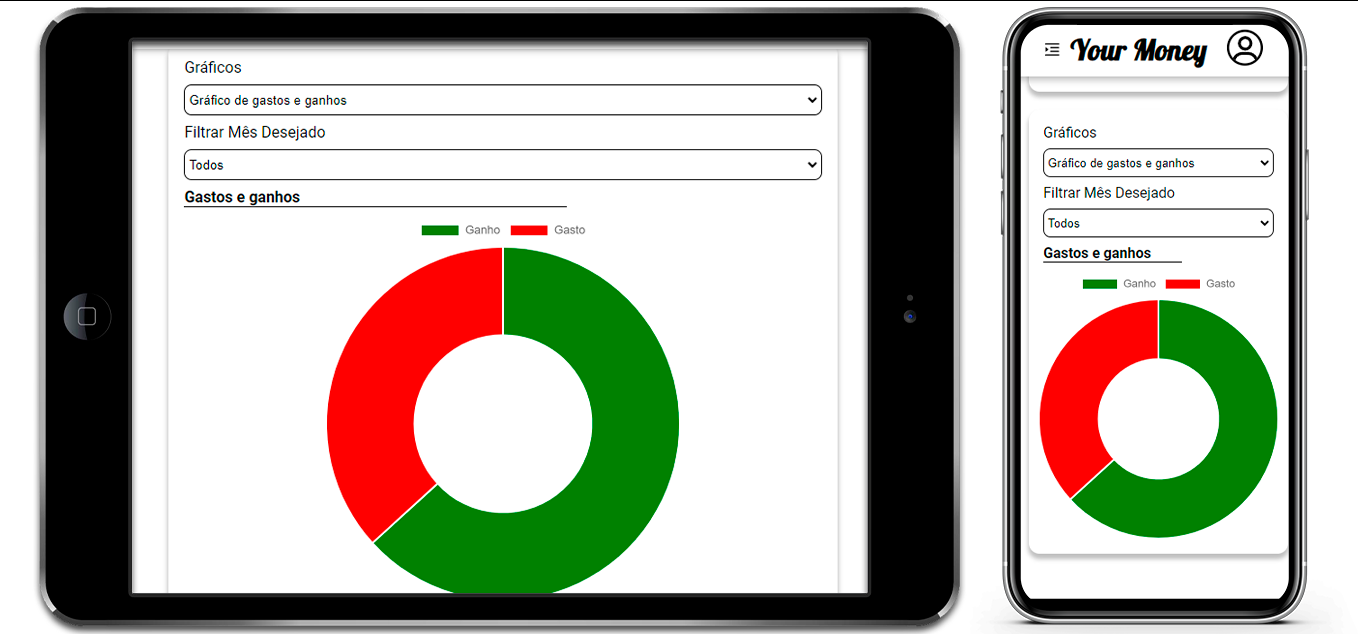 Gráficos
Gráfico de gastos e ganhos
Filtrar Mês Desejado
Todos
Gastos e ganhos
Ganho Gasto
Your Money
Gráficos
Gráfico de gastos e ganhos
Filtrar Mês Desejado
Todos
Gastos e ganhos
Ganho Gasto